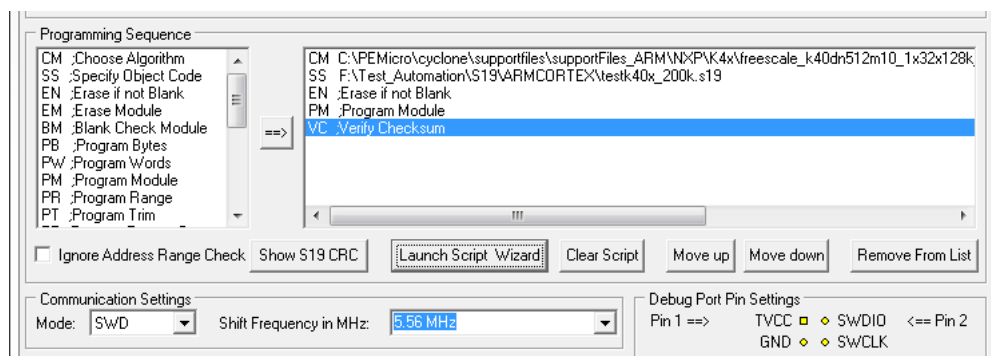 Programming Sequence
CM ;Choose Algorithm
SS ;Specify Object Code
EN ;Erase if not Blank
EM ;Erase Module
BM ;Blank Check Module
PB ;Program Bytes
PW ;Program Words
PM ;Program Module
PR ;Program Range
PT ;Program Trim
==>
CM C:\PEMicro\cyclone\supportfiles\supportFiles_ARM\NXP\K4x\freescale_k40dn512m10_1x32x128k_
SS F:\Test_Automation\S19\ARMCORTEX\testk40x_200k.s19
EN ;Erase if not Blank
PM ;Program Module
VC ;Verify Checksum
Ignore Address Range Check Show S19 CRC Launch Script Wizard Clear Script Move up Move down Remove From List
Communication Settings
Mode: SWD Shift Frequency in MHz: 5.56 MHz
Debug Port Pin Settings
Pin 1 ==> TVCC SWDIO <== Pin 2
GND SWCLK